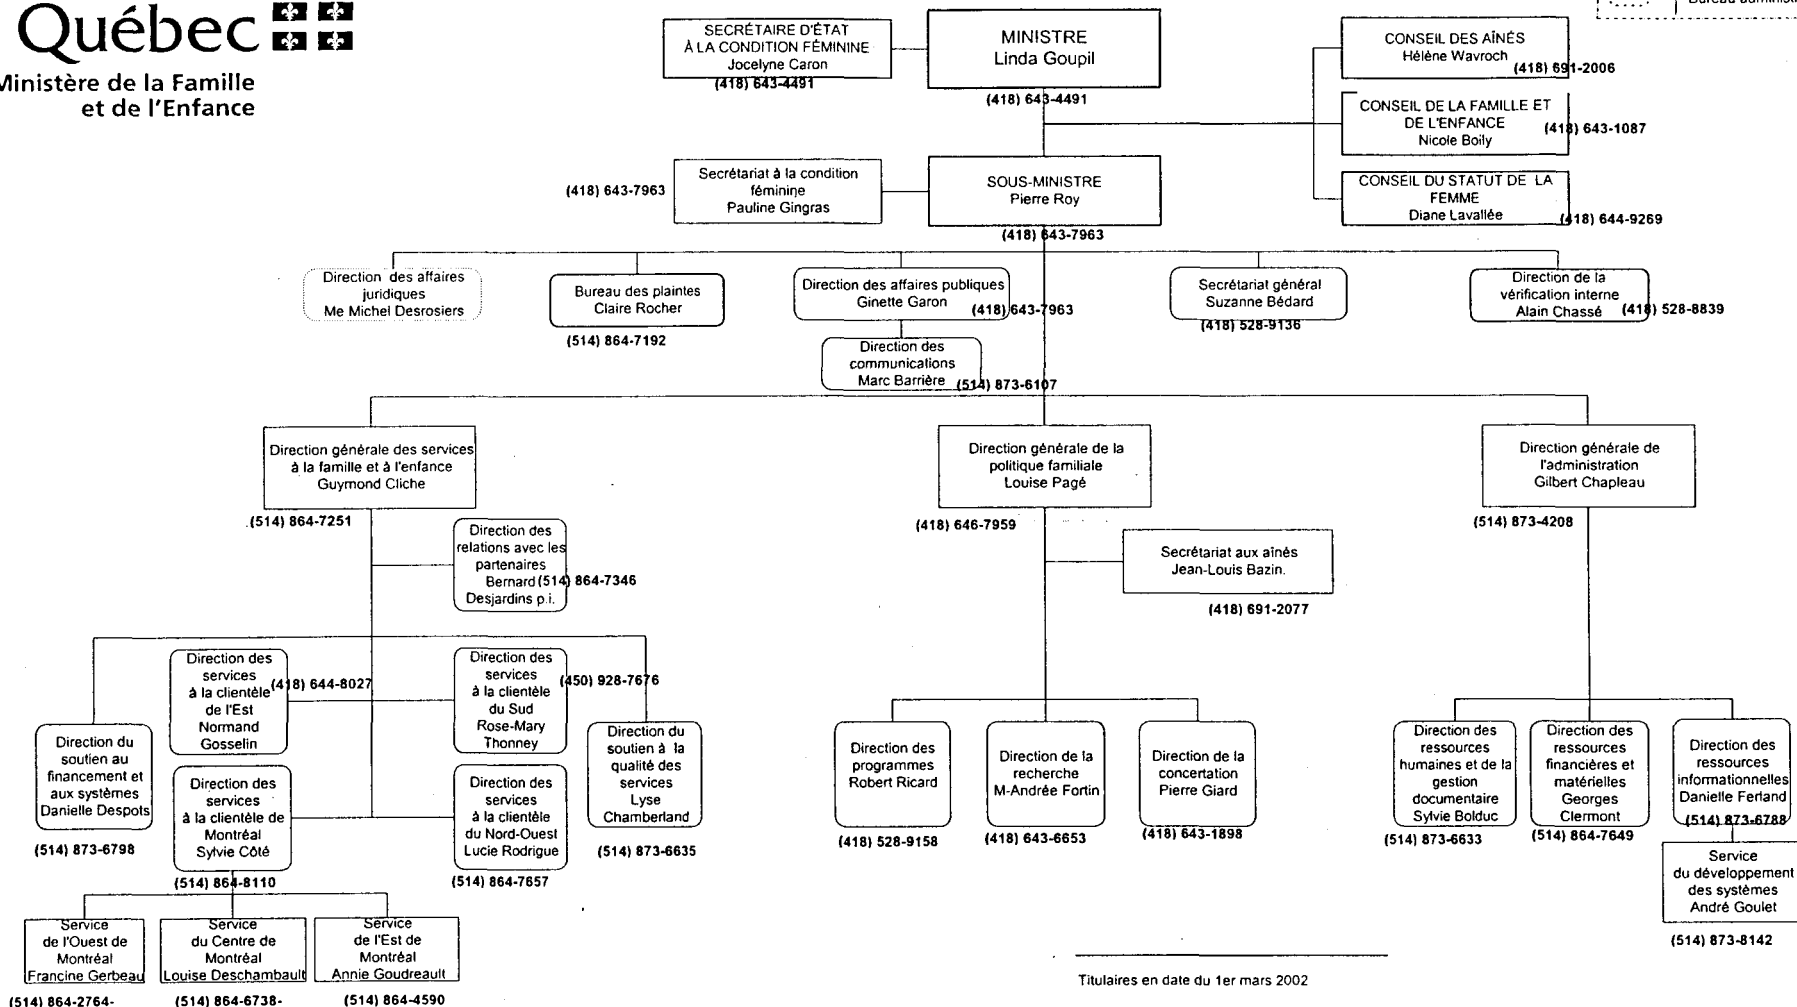 Québec
Ministère de la Famille
et de l'Enfance
SECRÉTAIRE D'ÉTAT
À LA CONDITION FÉMININE
Jocelyne Caron
(418) 643-4491
MINISTRE
Linda Goupil
(418) 643-4491
CONSEIL DES AÎNÉS
Hélène Wavroch
(418) 691-2006
CONSEIL DE LA FAMILLE ET
DE L'ENFANCE
Nicole Boily
(418) 643-1087
CONSEIL DU STATUT DE LA
FEMME
Diane Lavallée
(418) 644-9269
(418) 643-7963
Secrétariat à la condition
féminine
Pauline Gingras
SOUS-MINISTRE
Pierre Roy
(418) 643-7963
Direction des affaires
juridiques
Me Michel Desrosiers
Bureau des plaintes
Claire Rocher
(514) 864-7192
Direction des affaires publiques
Ginette Garon
(418) 643-7963
Secrétariat général
Suzanne Bédard
(418) 528-9136
Direction de la
vérification interne
Alain Chassé
(418) 528-8839
Direction des
communications
Marc Barrière
(514) 873-6107
Direction générale des services
à la famille et à l'enfance
Guymond Cliche
(514) 864-7251
Direction générale de la
politique familiale
Louise Pagé
(418) 646-7959
Direction générale de
l'administration
Gilbert Chapleau
(514) 873-4208
Direction des
relations avec les
partenaires
Bernard (514) 864-7346
Desjardins p.i.
Secrétariat aux aînés
Jean-Louis Bazin.
(418) 691-2077
Direction du
soutien au
financement et
aux systèmes
Danielle Despots
(514) 873-6798
Direction des
services
à la clientèle
de l'Est
Normand
Gosselin
(418) 644-8027
Direction des
services
à la clientèle
du Sud
Rose-Mary
Thonney
(450) 928-7676
Direction du
soutien à la
qualité des
services
Lyse
Chamberland
(514) 873-6635
Direction des
services
à la clientèle de
Montréal
Sylvie Côté
(514) 864-8110
Direction des
services
à la clientèle
du Nord-Ouest
Lucie Rodrigue
(514) 864-7657
Direction des
programmes
Robert Ricard
(418) 528-9158
Direction de la
recherche
M-Andrée Fortin
(418) 643-6653
Direction de la
concertation
Pierre Giard
(418) 643-1898
Direction des
ressources
humaines et de la
gestion
documentaire
Sylvie Bolduc
(514) 873-6633
Direction des
ressources
financières et
matérielles
Georges
Clermont
(514) 864-7649
Direction des
ressources
informationnelles
Danielle Ferland
(514) 873-6788
Service
du développement
des systèmes
André Goulet
(514) 873-8142
Service
de l'Ouest de
Montréal
Francine Gerbeau
(514) 864-2764-
Service
du Centre de
Montréal
Louise Deschambault
(514) 864-6738-
Service
de l'Est de
Montréal
Annie Goudreault
(514) 864-4590
Titulaires en date du 1er mars 2002